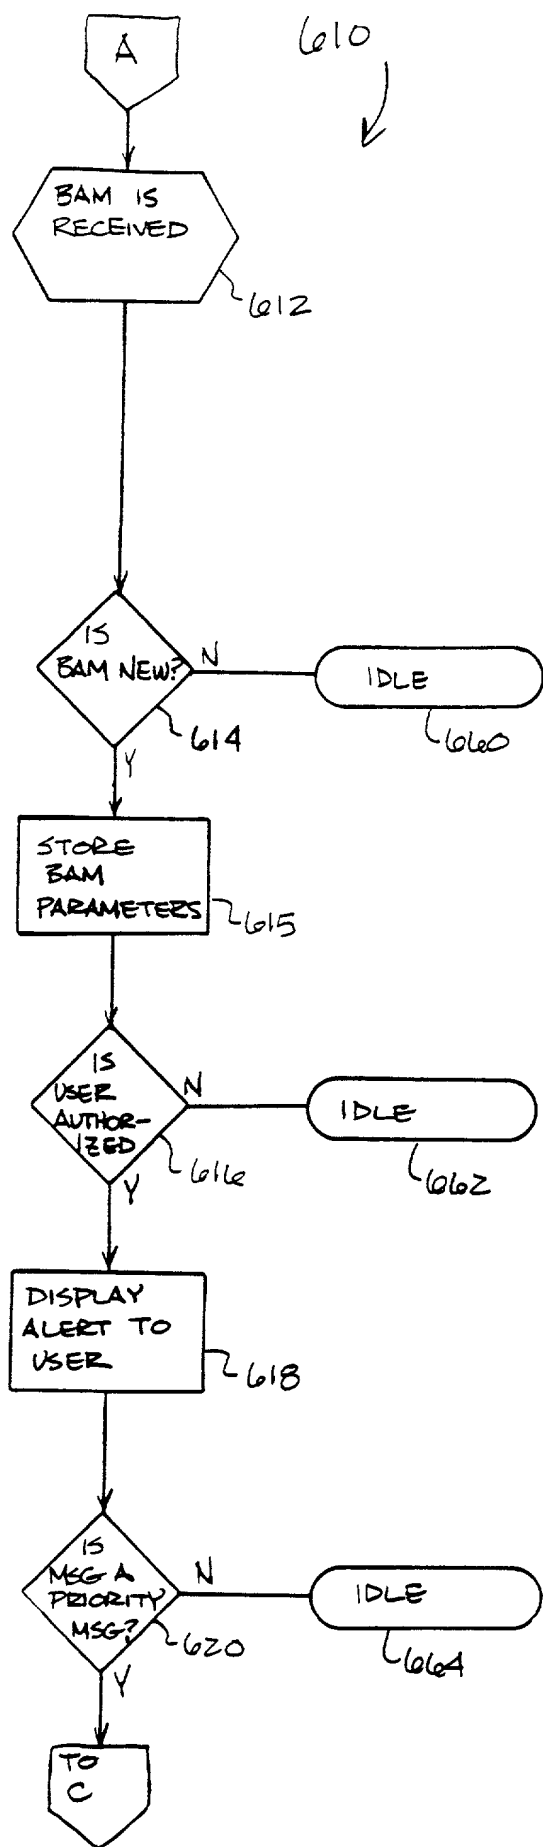 A
610
BAM IS
RECEIVED
612
IS
BAM NEW?
N
IDLE
614
660
Y
STORE
BAM
PARAMETERS
615
IS
USER
AUTHOR-
IZED
N
IDLE
616
662
Y
DISPLAY
ALERT TO
USER
618
IS
MSG A
PRIORITY
MSG?
N
IDLE
620
664
Y
TO
C